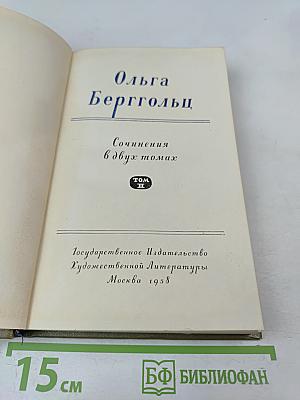 Ольга
Берггольц
Сочинения
в двух томах
ТОМ
II
Государственное Издательство
Художественной Литературы
Москва 1958
15 см
БФ БИБЛИОФАН